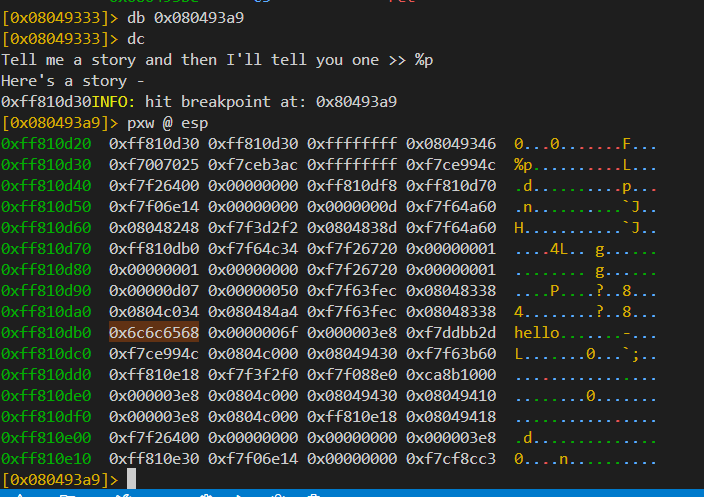 [0x08049333]> db 0x080493a9
[0x08049333]> dc
Tell me a story and then I'll tell you one >> %p
Here's a story -
0xff810d30INFO: hit breakpoint at: 0x80493a9
[0x080493a9]> pxw @ esp
0xff810d20  0xff810d30 0xff810d30 0xffffffff 0x08049346  0...0.......F...
0xff810d30  0xf7007025 0xf7ceb3ac 0xffffffff 0xf7ce994c  %p..........L...
0xff810d40  0xf7f26400 0x00000000 0xff810df8 0xff810d70  .d..........p...
0xff810d50  0xf7f06e14 0x00000000 0x0000000d 0xf7f64a60  .n..........`J..
0xff810d60  0x08048248 0xf7f3d2f2 0x0804838d 0xf7f64a60  H...........`J..
0xff810d70  0xff810db0 0xf7f64c34 0xf7f26720 0x00000001  ....4L.. g......
0xff810d80  0x00000001 0x00000000 0xf7f26720 0x00000001  ........ g......
0xff810d90  0x00000d07 0x00000050 0xf7f63fec 0x08048338  ....P....?..8...
0xff810da0  0x0804c034 0x080484a4 0xf7f63fec 0x08048338  4........?..8...
0xff810db0  0x6c6c6568 0x0000006f 0x000003e8 0xf7ddbb2d  hello.......-...
0xff810dc0  0xf7ce994c 0x0804c000 0x08049430 0xf7f63b60  L.......0...`;..
0xff810dd0  0xff810e18 0xf7f3f2f0 0xf7f088e0 0xca8b1000  ................
0xff810de0  0x000003e8 0x0804c000 0x08049430 0x08049410  ........0.......
0xff810df0  0x000003e8 0x0804c000 0xff810e18 0x08049418  ................
0xff810e00  0xf7f26400 0x00000000 0x00000000 0x000003e8  .d..............
0xff810e10  0xff810e30 0xf7f06e14 0x00000000 0xf7cf8cc3  0....n..........
[0x080493a9]>